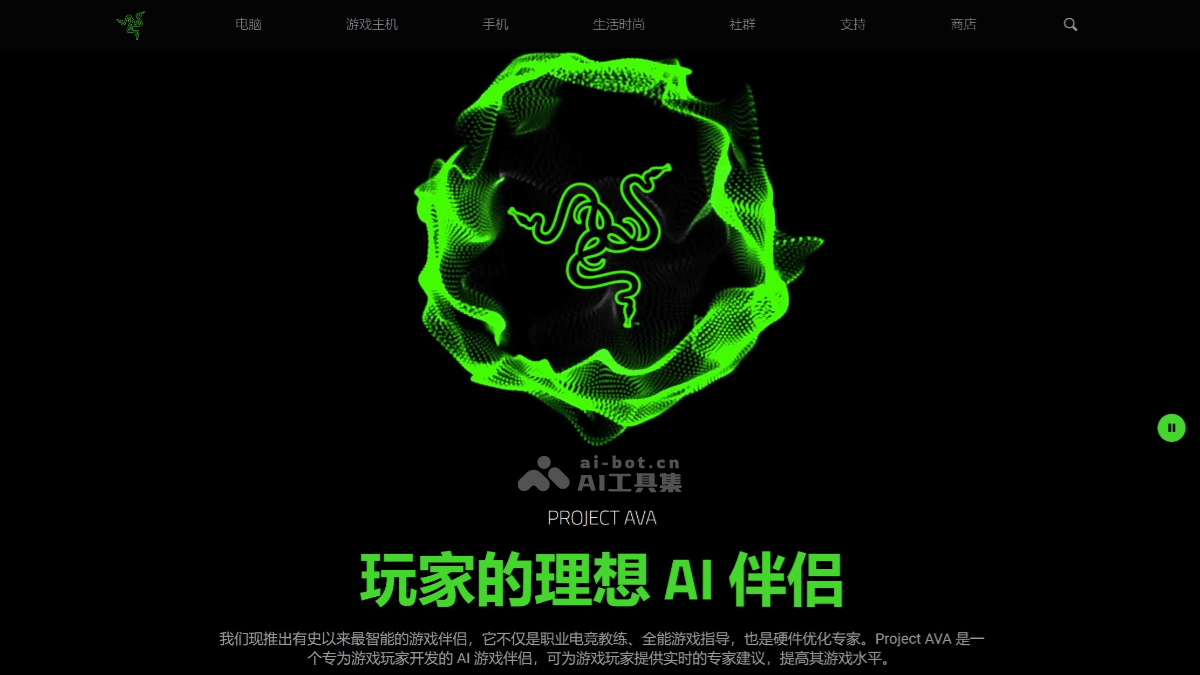 电脑
游戏主机
手机
生活时尚
社群
支持
商店
ai-bot.cn
AI工具集
PROJECT AVA
玩家的理想 AI 伴侣
我们现推出有史以来最智能的游戏伴侣，它不仅是职业电竞教练、全能游戏指导，也是硬件优化专家。Project AVA 是一
个专为游戏玩家开发的 AI 游戏伴侣，可为游戏玩家提供实时的专家建议，提高其游戏水平。